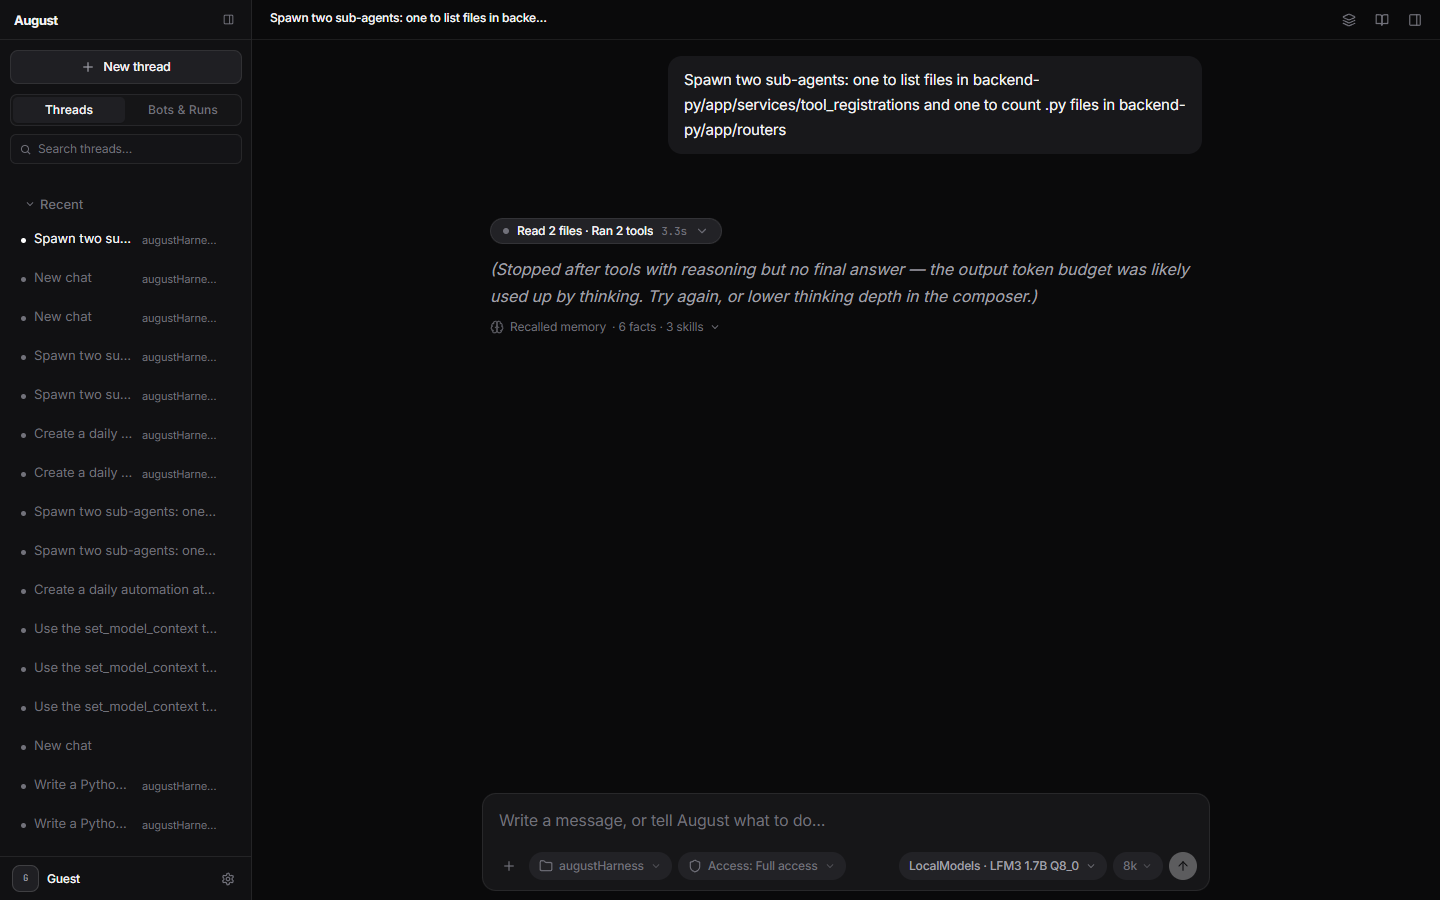 August
Spawn two sub-agents: one to list files in backe...
New thread
Threads
Bots & Runs
Search threads...
Recent
Spawn two su... augustHarne...
New chat augustHarne...
New chat augustHarne...
Spawn two su... augustHarne...
Spawn two su... augustHarne...
Create a daily ... augustHarne...
Create a daily ... augustHarne...
Spawn two sub-agents: one...
Spawn two sub-agents: one...
Create a daily automation at...
Use the set_model_context t...
Use the set_model_context t...
Use the set_model_context t...
New chat
Write a Pytho... augustHarne...
Write a Pytho... augustHarne...
G
Guest
Spawn two sub-agents: one to list files in backend-
py/app/services/tool_registrations and one to count .py files in backend-
py/app/routers
Read 2 files · Ran 2 tools 3.3s
(Stopped after tools with reasoning but no final answer — the output token budget was likely
used up by thinking. Try again, or lower thinking depth in the composer.)
Recalled memory · 6 facts · 3 skills
Write a message, or tell August what to do...
augustHarness
Access: Full access
LocalModels · LFM3 1.7B Q8_0
8k